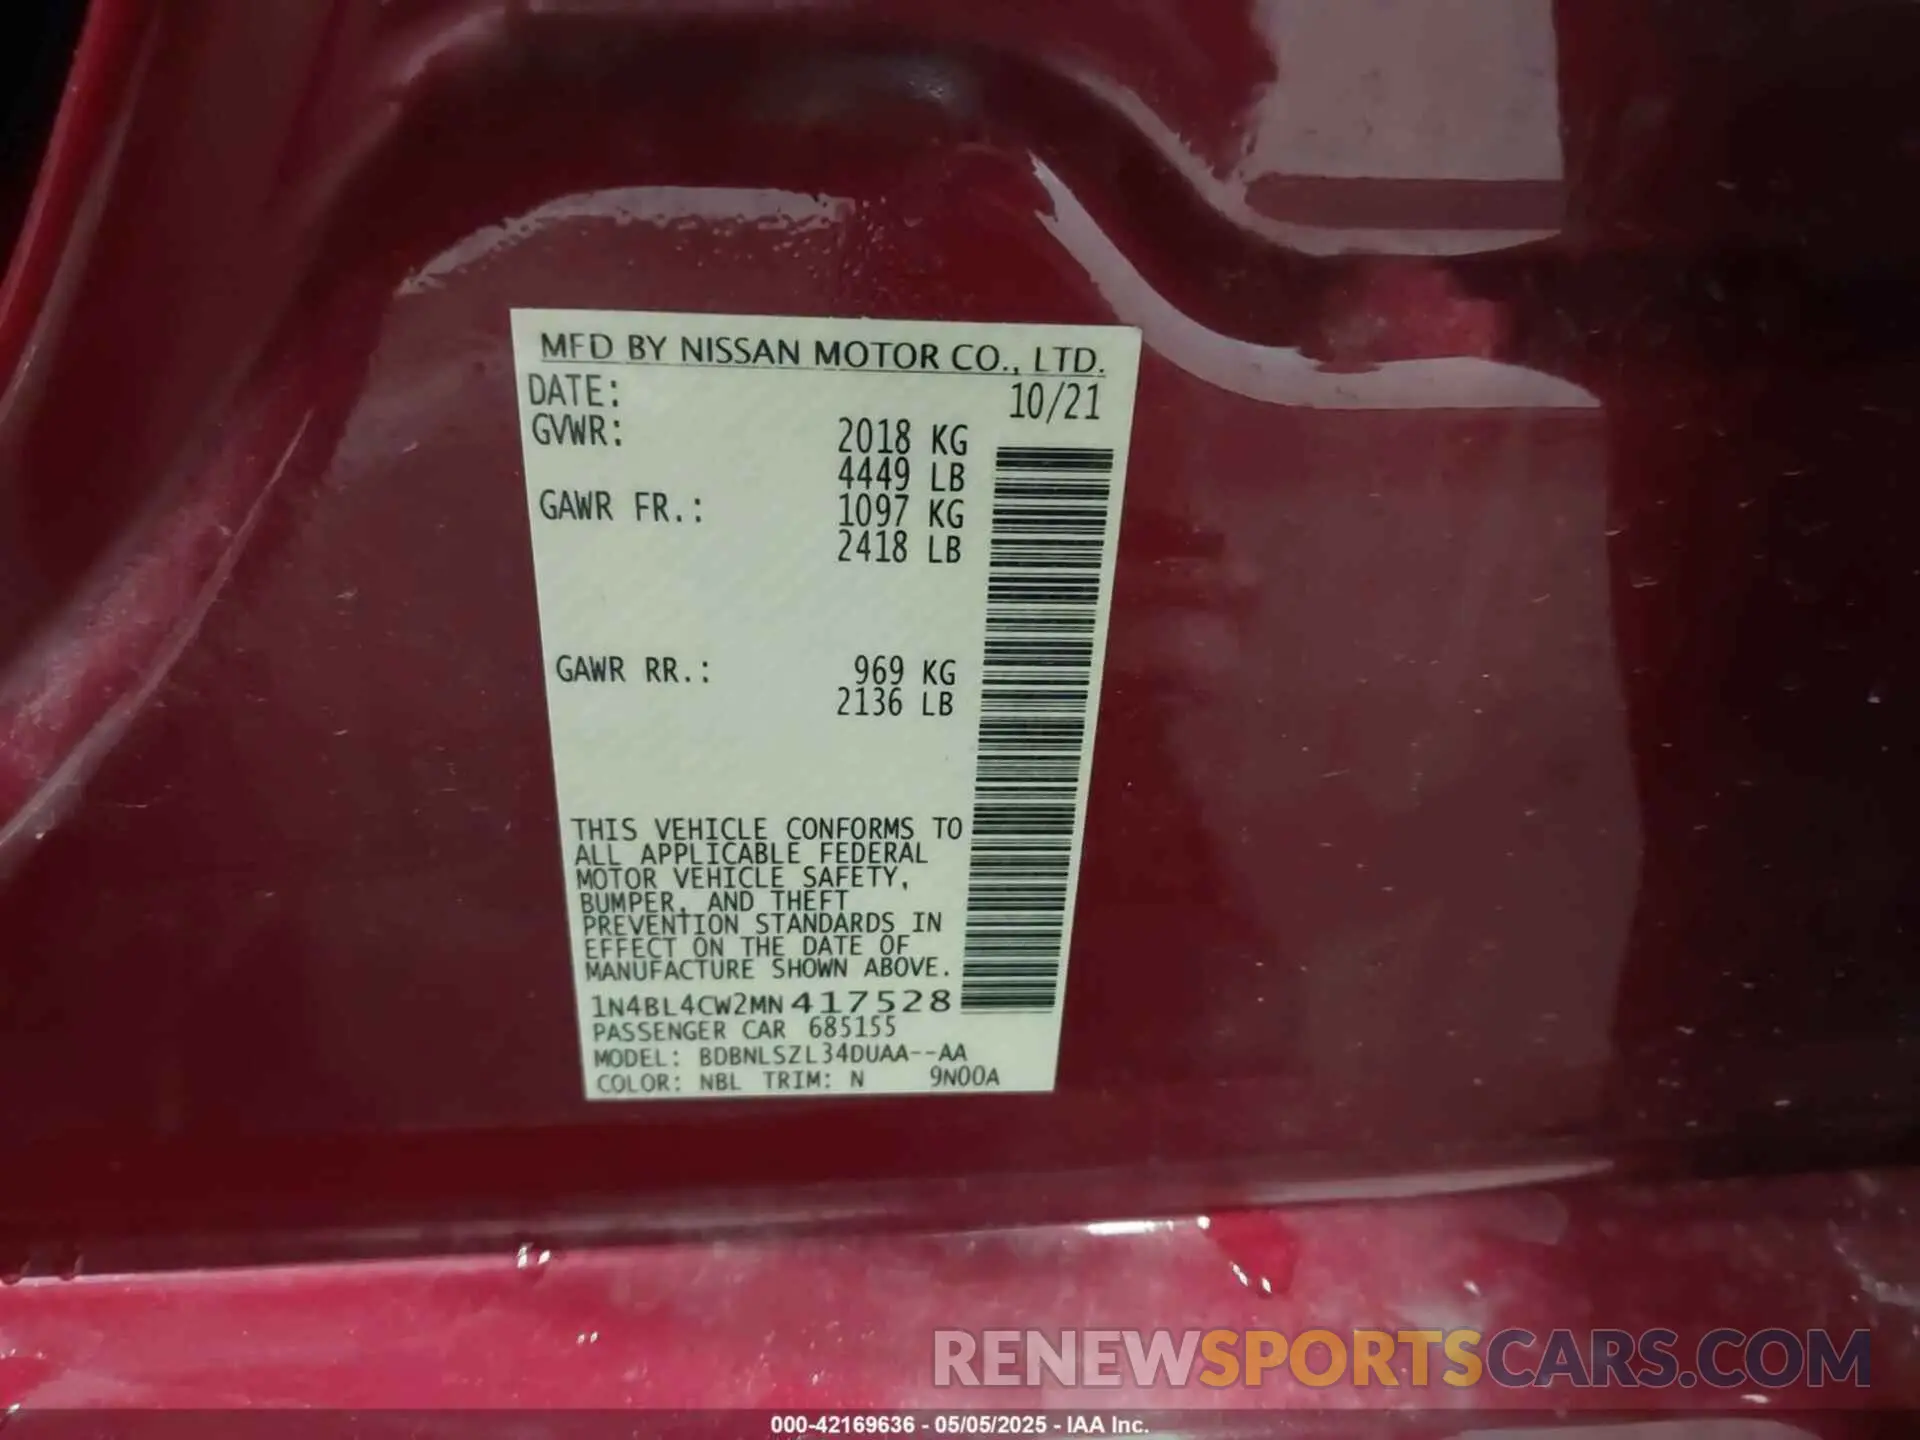 MFD BY NISSAN MOTOR CO., LTD.
DATE: 10/21
GVWR: 2018 KG
4449 LB
GAWR FR.: 1097 KG
2418 LB
GAWR RR.: 969 KG
2136 LB
THIS VEHICLE CONFORMS TO
ALL APPLICABLE FEDERAL
MOTOR VEHICLE SAFETY,
BUMPER, AND THEFT
PREVENTION STANDARDS IN
EFFECT ON THE DATE OF
MANUFACTURE SHOWN ABOVE.
1N4BL4CW2MN417528
PASSENGER CAR 685155
MODEL: BDBNLSZL34DUAA--AA
COLOR: NBL TRIM: N 9N00A
RENEWSPORTSCARS.COM
000-42169636 - 05/05/2025 - IAA Inc.